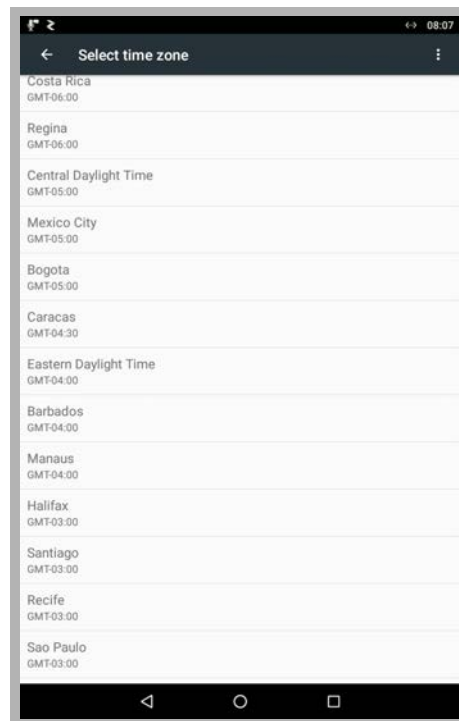 08:07
Select time zone
Costa Rica
GMT-06:00
Regina
GMT-06:00
Central Daylight Time
GMT-05:00
Mexico City
GMT-05:00
Bogota
GMT-05:00
Caracas
GMT-04:30
Eastern Daylight Time
GMT-04:00
Barbados
GMT-04:00
Manaus
GMT-04:00
Halifax
GMT-03:00
Santiago
GMT-03:00
Recife
GMT-03:00
Sao Paulo
GMT-03:00